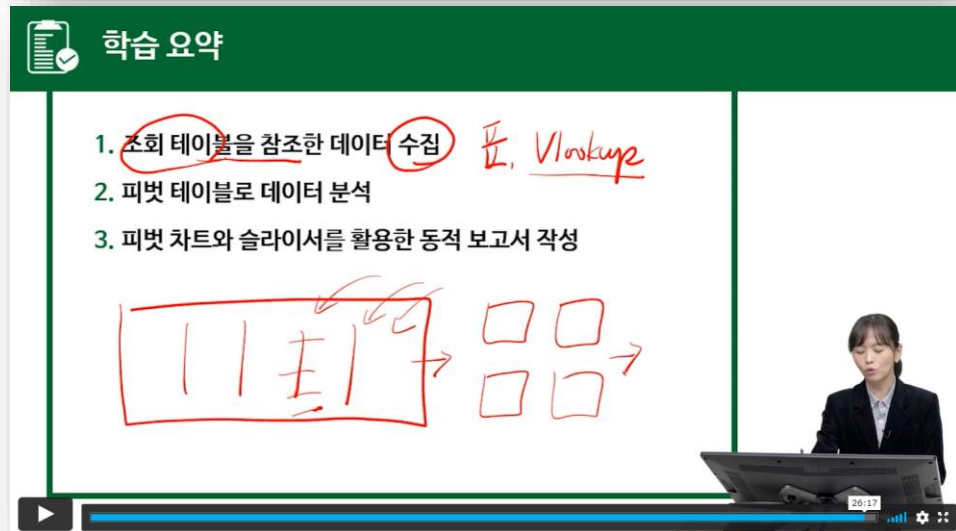 학습 요약
1. 조회 테이블을 참조한 데이터 수집 표, Vlookup
2. 피벗 테이블로 데이터 분석
3. 피벗 차트와 슬라이서를 활용한 동적 보고서 작성
26:17